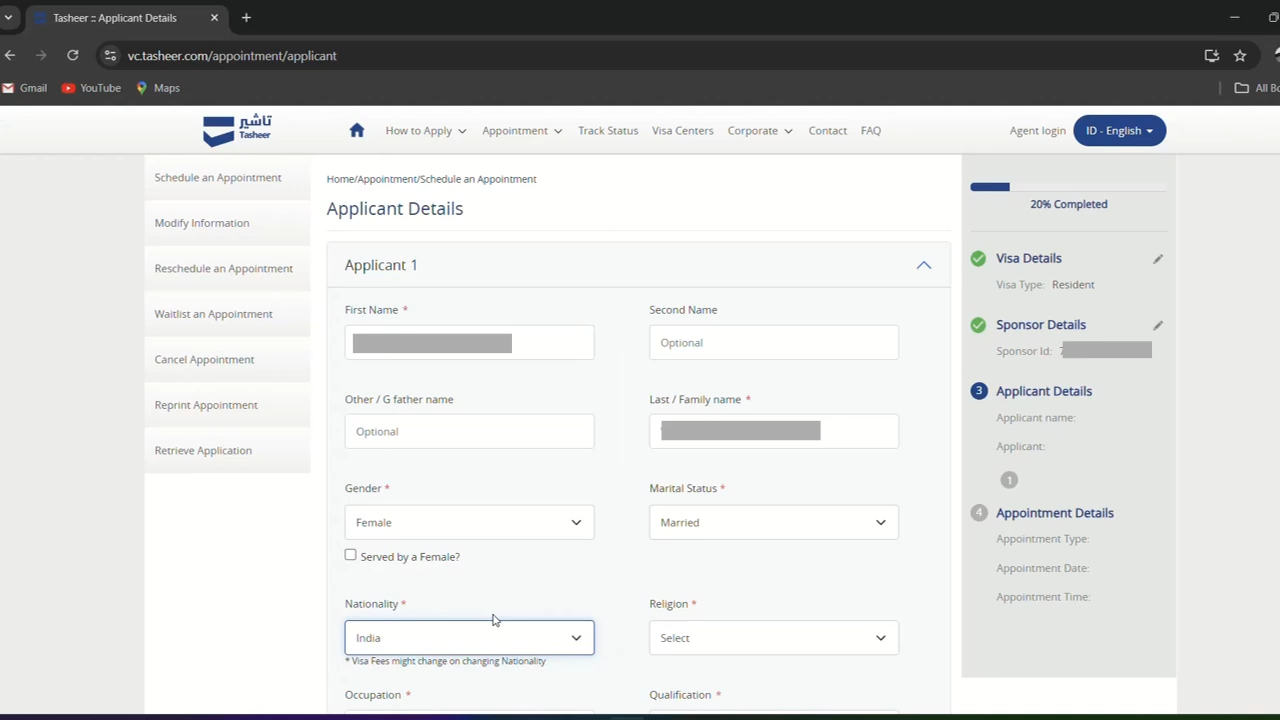 Tasheer :: Applicant Details
vc.tasheer.com/appointment/applicant
Gmail YouTube Maps
تاشير
Tasheer
How to Apply Appointment Track Status Visa Centers Corporate Contact FAQ
Agent login ID - English
Schedule an Appointment
Modify Information
Reschedule an Appointment
Waitlist an Appointment
Cancel Appointment
Reprint Appointment
Retrieve Application
Home/Appointment/Schedule an Appointment
Applicant Details
Applicant 1
First Name * Second Name
Optional
Other / G father name Last / Family name *
Optional
Gender * Marital Status *
Female Married
Served by a Female?
Nationality * Religion *
India Select
* Visa Fees might change on changing Nationality
Occupation * Qualification *
20% Completed
Visa Details
Visa Type: Resident
Sponsor Details
Sponsor Id:
3 Applicant Details
Applicant name:
Applicant:
1
4 Appointment Details
Appointment Type:
Appointment Date:
Appointment Time: